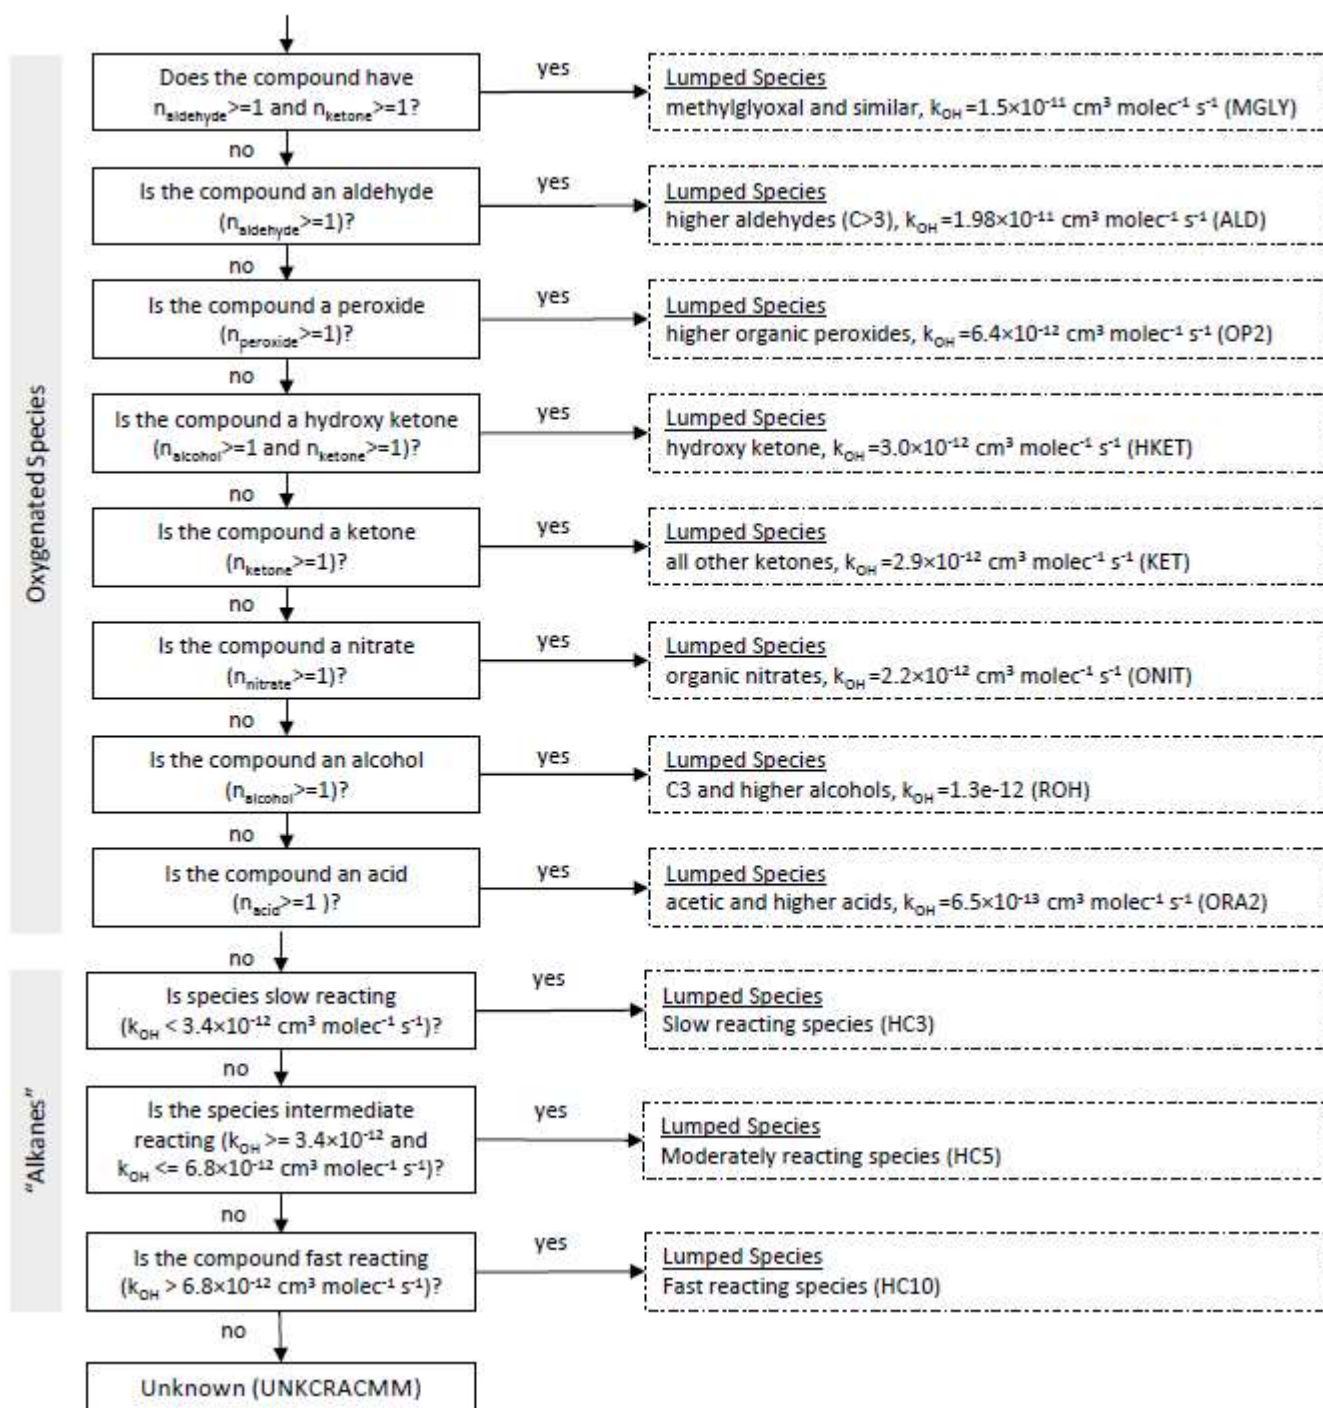 Oxygenated Species
Does the compound have
n_aldehyde>=1 and n_ketone>=1?
yes
Lumped Species
methylglyoxal and similar, k_OH =1.5×10⁻¹¹ cm³ molec⁻¹ s⁻¹ (MGLY)
no
Is the compound an aldehyde
(n_aldehyde>=1)?
yes
Lumped Species
higher aldehydes (C>3), k_OH =1.98×10⁻¹¹ cm³ molec⁻¹ s⁻¹ (ALD)
no
Is the compound a peroxide
(n_peroxide>=1)?
yes
Lumped Species
higher organic peroxides, k_OH =6.4×10⁻¹² cm³ molec⁻¹ s⁻¹ (OP2)
no
Is the compound a hydroxy ketone
(n_alcohol>=1 and n_ketone>=1)?
yes
Lumped Species
hydroxy ketone, k_OH =3.0×10⁻¹² cm³ molec⁻¹ s⁻¹ (HKET)
no
Is the compound a ketone
(n_ketone>=1)?
yes
Lumped Species
all other ketones, k_OH =2.9×10⁻¹² cm³ molec⁻¹ s⁻¹ (KET)
no
Is the compound a nitrate
(n_nitrate>=1)?
yes
Lumped Species
organic nitrates, k_OH =2.2×10⁻¹² cm³ molec⁻¹ s⁻¹ (ONIT)
no
Is the compound an alcohol
(n_alcohol>=1)?
yes
Lumped Species
C3 and higher alcohols, k_OH =1.3e-12 (ROH)
no
Is the compound an acid
(n_acid>=1 )?
yes
Lumped Species
acetic and higher acids, k_OH =6.5×10⁻¹³ cm³ molec⁻¹ s⁻¹ (ORA2)
no
"Alkanes"
Is species slow reacting
(k_OH < 3.4×10⁻¹² cm³ molec⁻¹ s⁻¹)?
yes
Lumped Species
Slow reacting species (HC3)
no
Is the species intermediate
reacting (k_OH >= 3.4×10⁻¹² and
k_OH <= 6.8×10⁻¹² cm³ molec⁻¹ s⁻¹)?
yes
Lumped Species
Moderately reacting species (HC5)
no
Is the compound fast reacting
(k_OH > 6.8×10⁻¹² cm³ molec⁻¹ s⁻¹)?
yes
Lumped Species
Fast reacting species (HC10)
no
Unknown (UNKCRACMM)